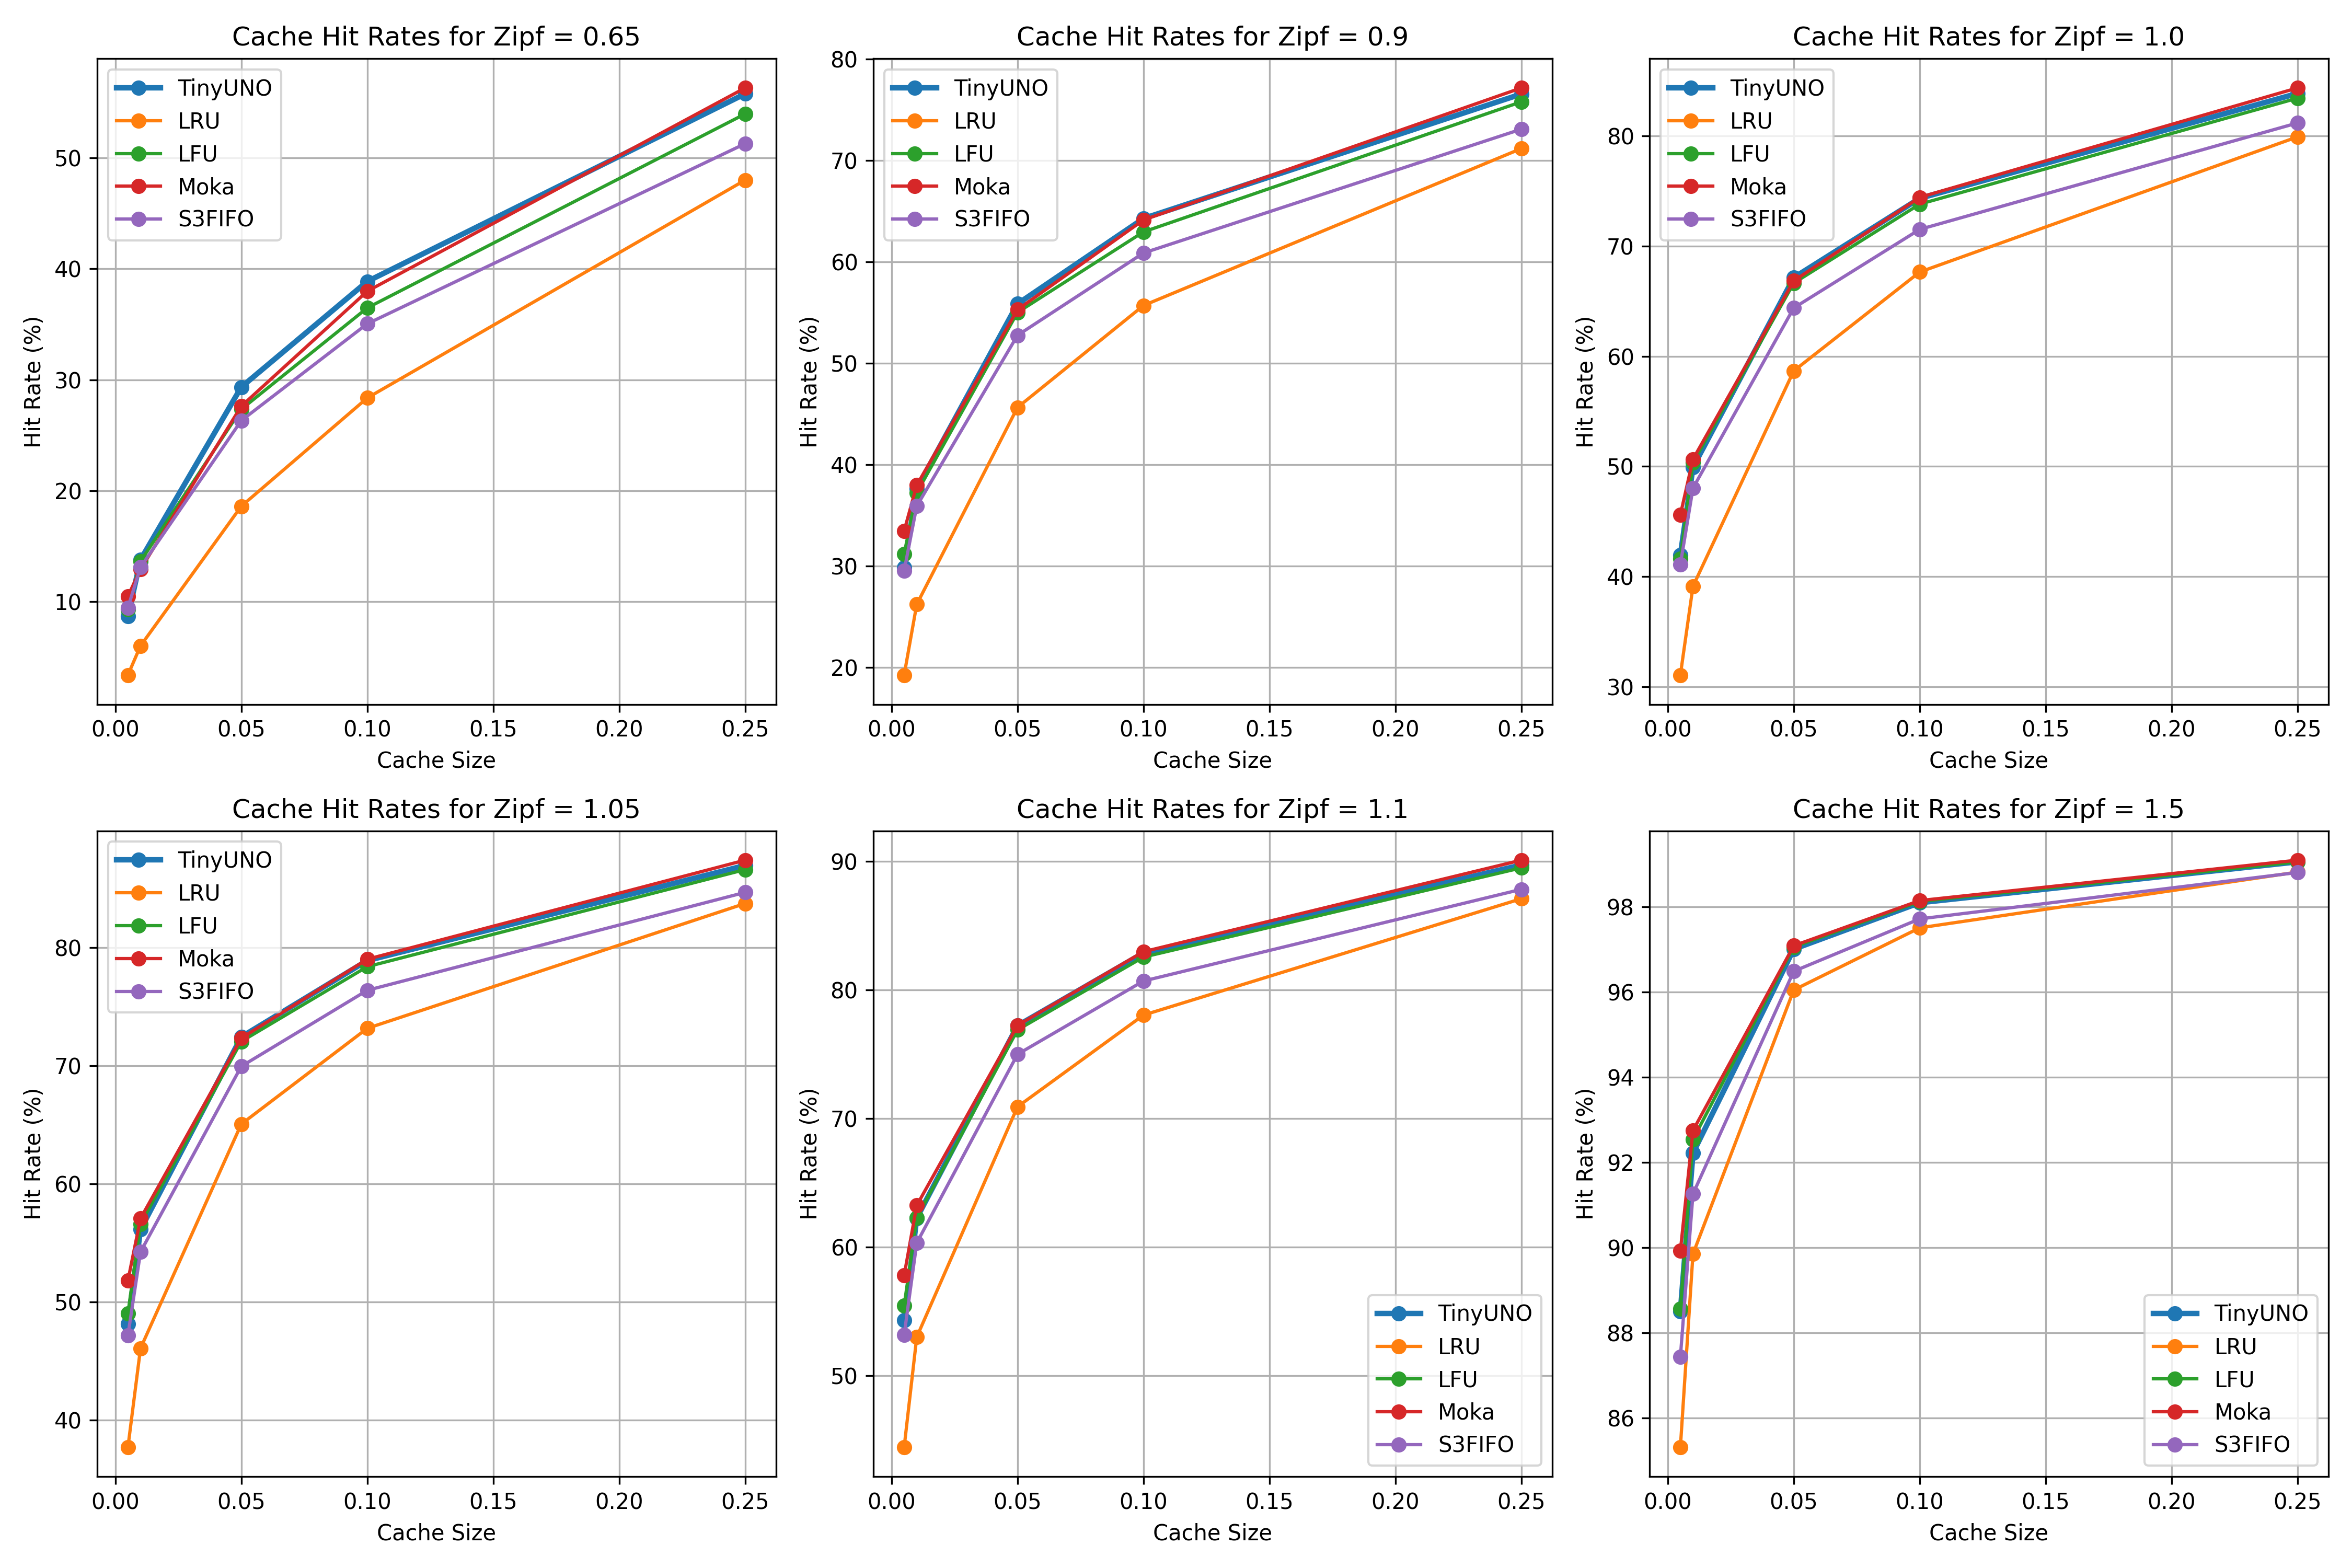 Cache Hit Rates for Zipf = 0.65
TinyUNO
LRU
LFU
Moka
S3FIFO
Hit Rate (%)
50
40
30
20
10
0.00 0.05 0.10 0.15 0.20 0.25
Cache Size
Cache Hit Rates for Zipf = 0.9
TinyUNO
LRU
LFU
Moka
S3FIFO
Hit Rate (%)
80
70
60
50
40
30
20
0.00 0.05 0.10 0.15 0.20 0.25
Cache Size
Cache Hit Rates for Zipf = 1.0
TinyUNO
LRU
LFU
Moka
S3FIFO
Hit Rate (%)
80
70
60
50
40
30
0.00 0.05 0.10 0.15 0.20 0.25
Cache Size
Cache Hit Rates for Zipf = 1.05
TinyUNO
LRU
LFU
Moka
S3FIFO
Hit Rate (%)
80
70
60
50
40
0.00 0.05 0.10 0.15 0.20 0.25
Cache Size
Cache Hit Rates for Zipf = 1.1
Hit Rate (%)
90
80
70
60
50
TinyUNO
LRU
LFU
Moka
S3FIFO
0.00 0.05 0.10 0.15 0.20 0.25
Cache Size
Cache Hit Rates for Zipf = 1.5
Hit Rate (%)
98
96
94
92
90
88
86
TinyUNO
LRU
LFU
Moka
S3FIFO
0.00 0.05 0.10 0.15 0.20 0.25
Cache Size